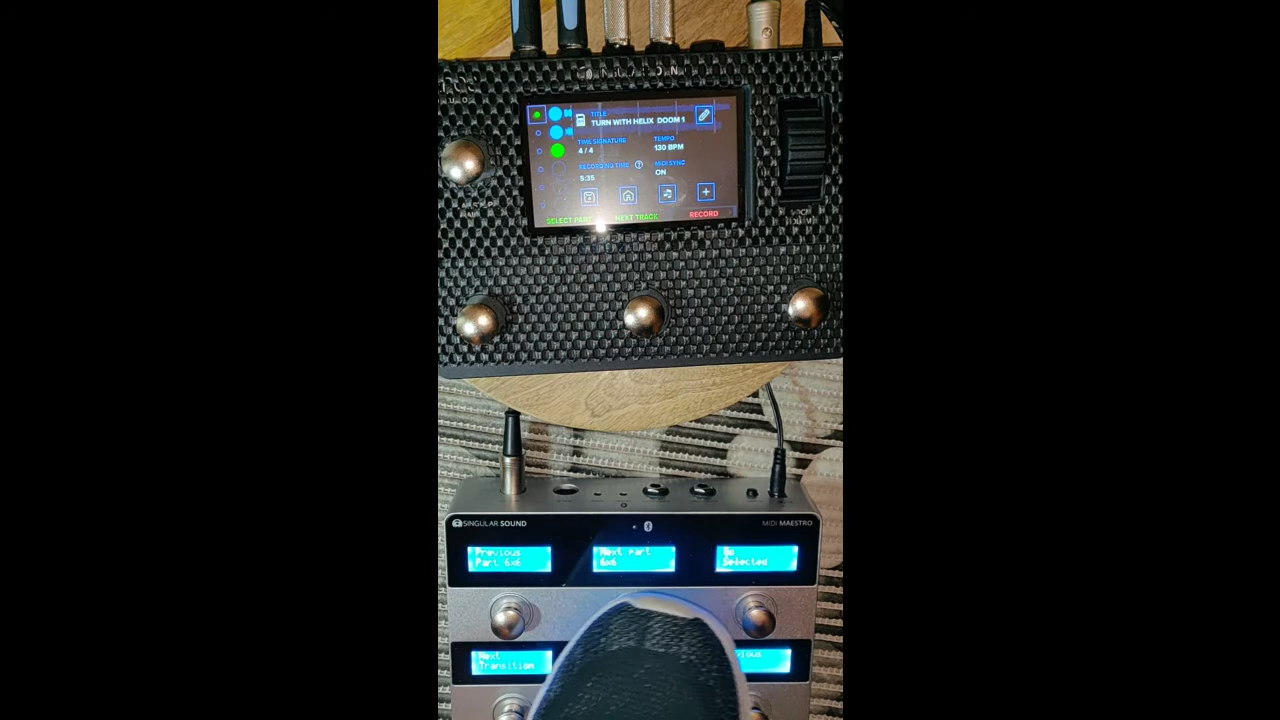 TITLE
TURN WITH HELIX DOOM 1
TIME SIGNATURE
TEMPO
4 / 4
130 BPM
RECORDING TIME
MIDI SYNC
5:35
ON
SELECT PART
NEXT TRACK
RECORD
SINGULAR SOUND
MIDI MAESTRO
Previous
Part 6x6
Next part
6x6
Go
Selected
Next
Transition